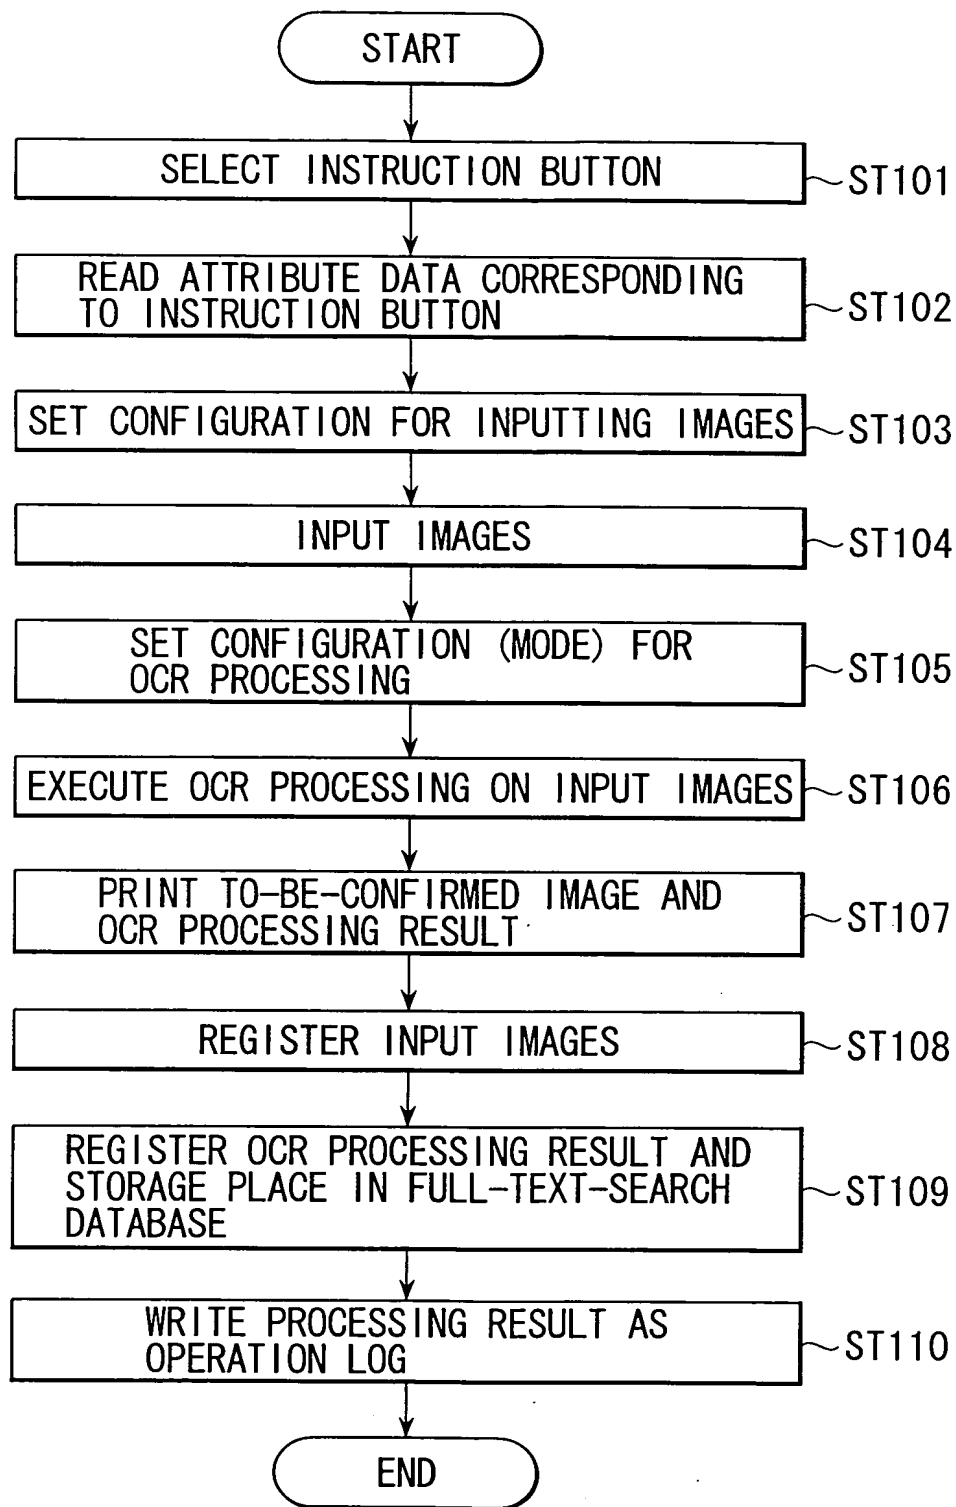 START
SELECT INSTRUCTION BUTTON
ST101
READ ATTRIBUTE DATA CORRESPONDING
TO INSTRUCTION BUTTON
ST102
SET CONFIGURATION FOR INPUTTING IMAGES
ST103
INPUT IMAGES
ST104
SET CONFIGURATION (MODE) FOR
OCR PROCESSING
ST105
EXECUTE OCR PROCESSING ON INPUT IMAGES
ST106
PRINT TO-BE-CONFIRMED IMAGE AND
OCR PROCESSING RESULT
ST107
REGISTER INPUT IMAGES
ST108
REGISTER OCR PROCESSING RESULT AND
STORAGE PLACE IN FULL-TEXT-SEARCH
DATABASE
ST109
WRITE PROCESSING RESULT AS
OPERATION LOG
ST110
END